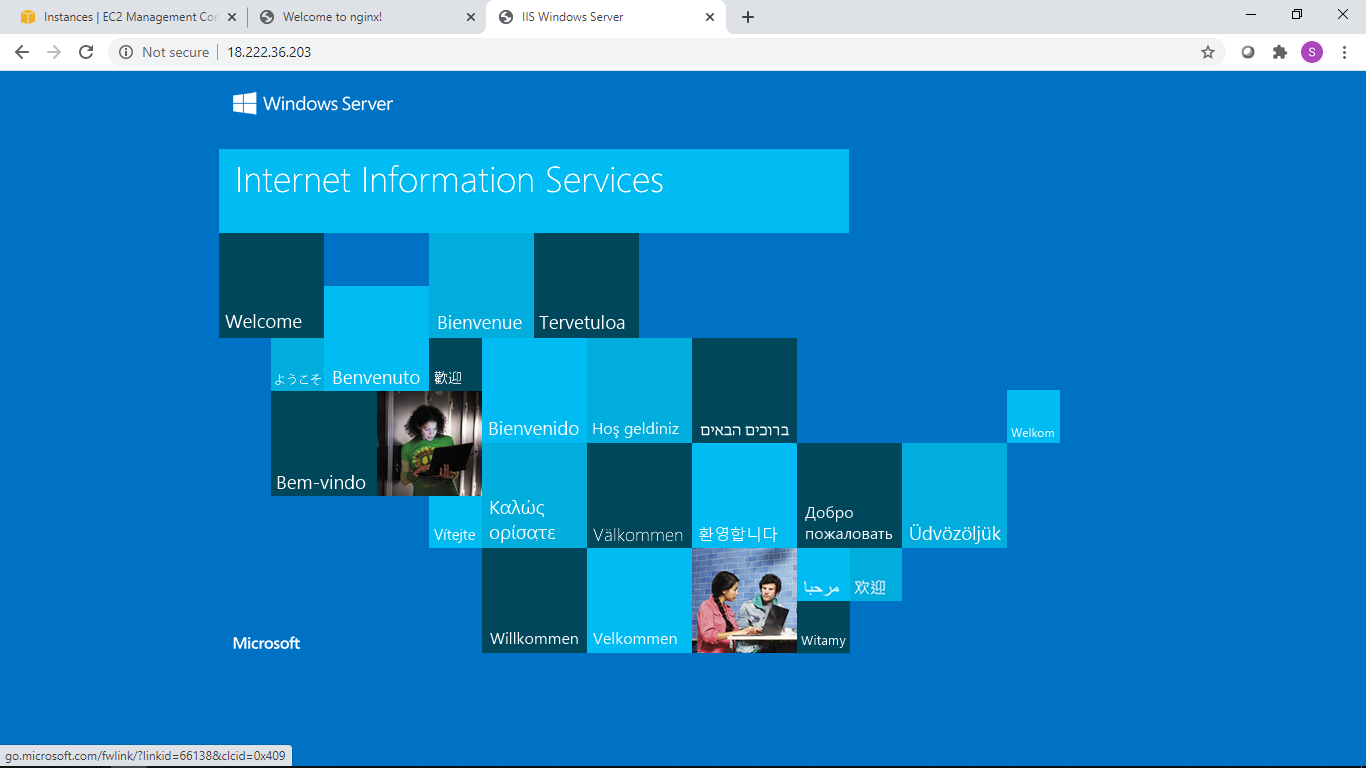 Instances | EC2 Management Con
Welcome to nginx!
IIS Windows Server
Not secure
18.222.36.203
S
Windows Server
Internet Information Services
Welcome
Bienvenue
Tervetuloa
ようこそ
Benvenuto
歡迎
Bienvenido
Hoş geldiniz
ברוכים הבאים
Welkom
Bem-vindo
Vítejte
Καλώς
ορίσατε
Välkommen
환영합니다
Добро
пожаловать
Üdvözöljük
مرحبا
欢迎
Willkommen
Velkommen
Witamy
Microsoft
go.microsoft.com/fwlink/?linkid=66138&clcid=0x409